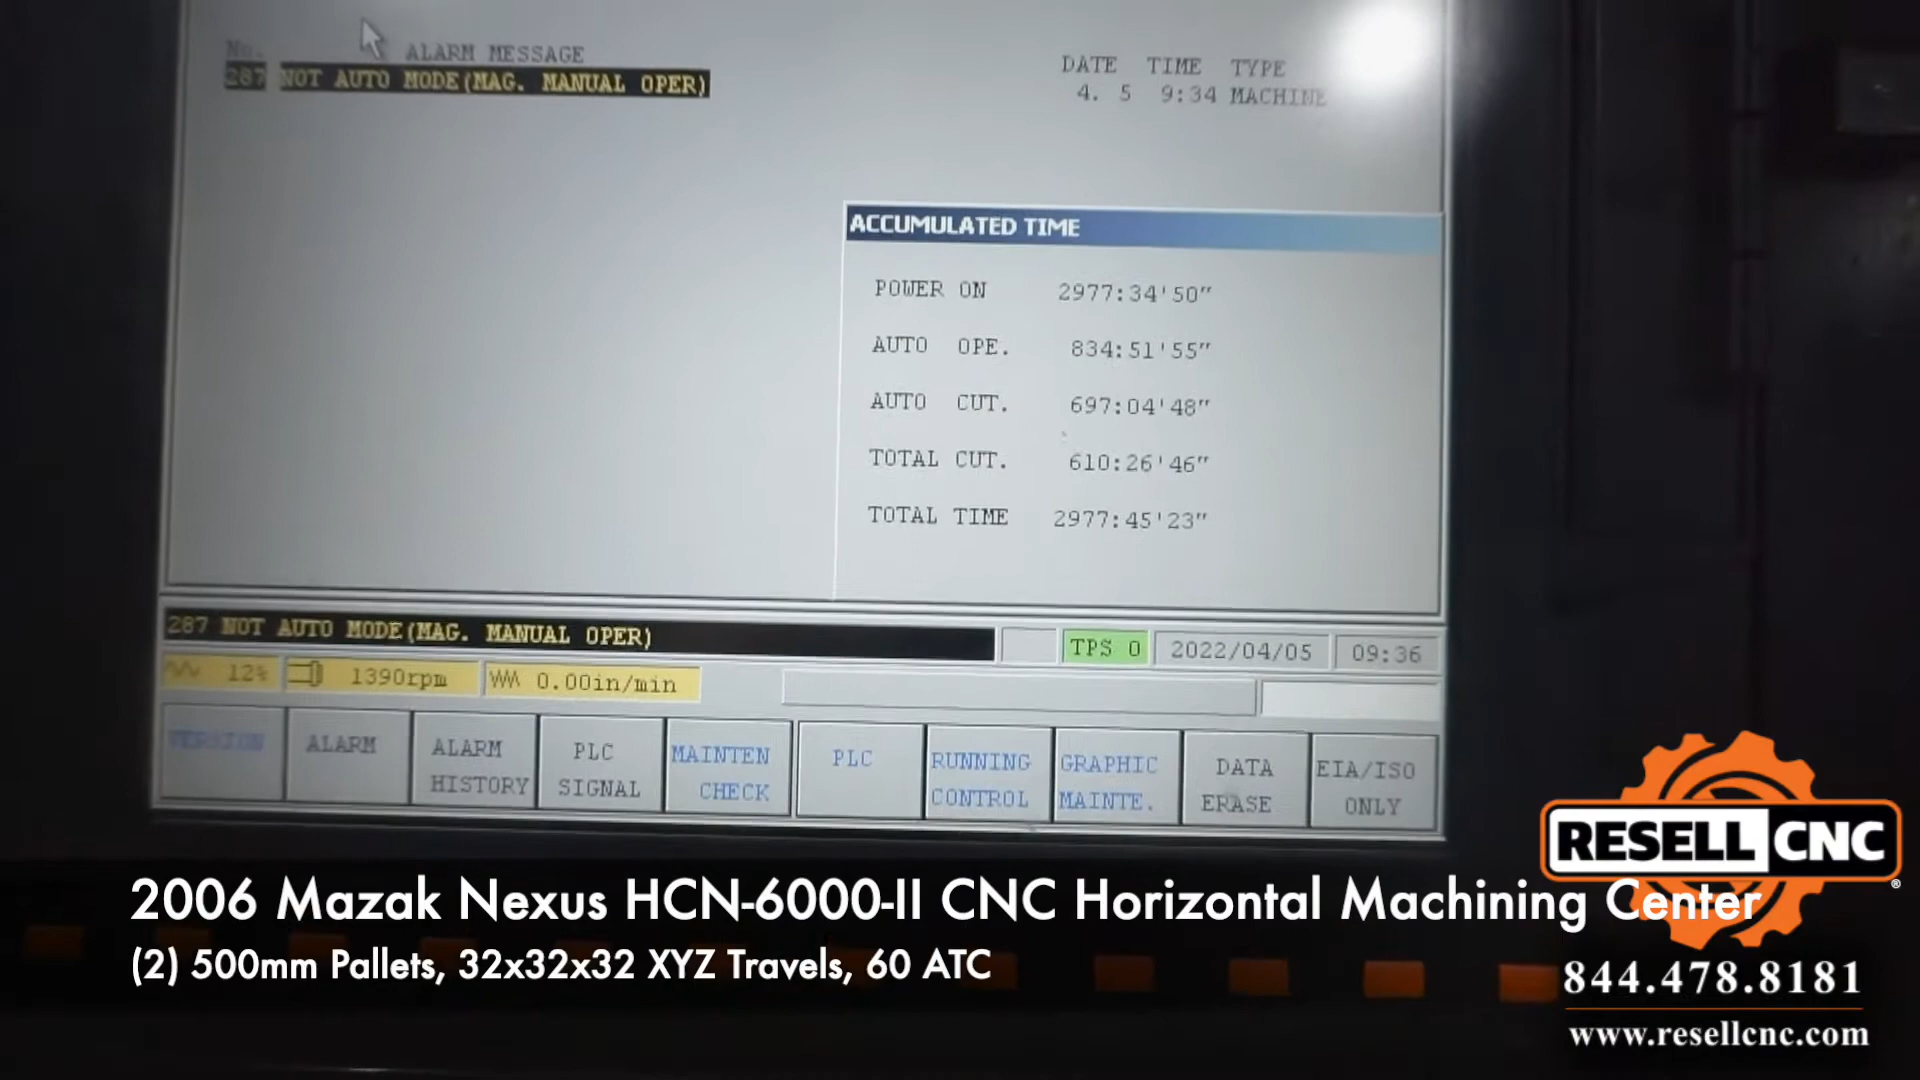 No. ALARM MESSAGE DATE TIME TYPE
287 NOT AUTO MODE(MAG. MANUAL OPER) 4. 5 9:34 MACHINE
ACCUMULATED TIME
POWER ON 2977:34'50"
AUTO OPE. 834:51'55"
AUTO CUT. 697:04'48"
TOTAL CUT. 610:26'46"
TOTAL TIME 2977:45'23"
287 NOT AUTO MODE(MAG. MANUAL OPER) TPS 0 2022/04/05 09:36
12% 1390rpm 0.00in/min
VERSION
ALARM
ALARM
HISTORY
PLC
SIGNAL
MAINTEN
CHECK
PLC
RUNNING
CONTROL
GRAPHIC
MAINTE.
DATA
ERASE
EIA/ISO
ONLY
RESELL CNC
®
2006 Mazak Nexus HCN-6000-II CNC Horizontal Machining Center
(2) 500mm Pallets, 32x32x32 XYZ Travels, 60 ATC
844.478.8181
www.resellcnc.com